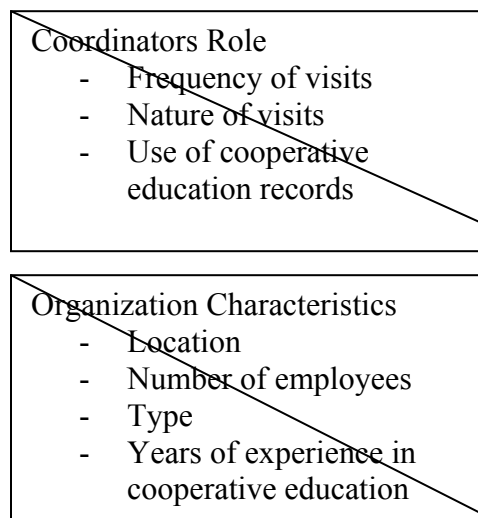 Coordinators Role
- Frequency of visits
- Nature of visits
- Use of cooperative
education records
Organization Characteristics
- Location
- Number of employees
- Type
- Years of experience in
cooperative education